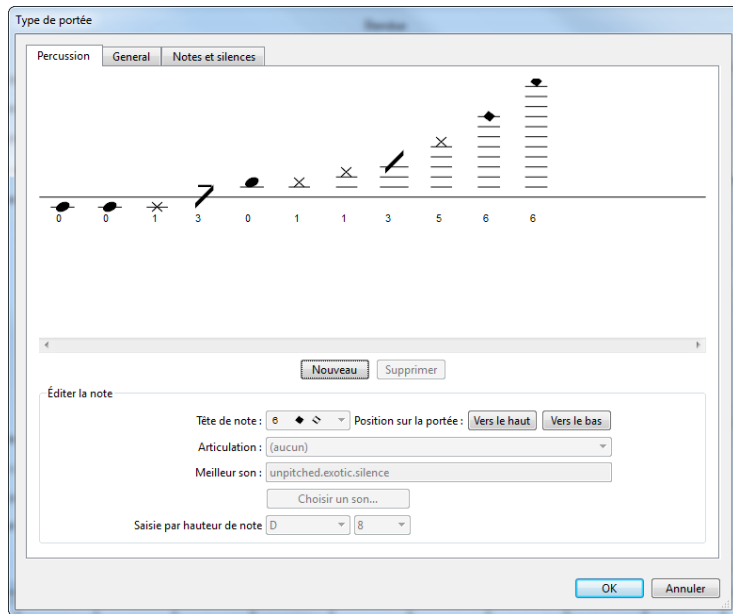 Type de portée
Percussion General Notes et silences
0 0 1 3 0 1 1 3 5 6 6
Nouveau Supprimer
Éditer la note
Tête de note : 6 Position sur la portée : Vers le haut Vers le bas
Articulation : (aucun)
Meilleur son : unpitched.exotic.silence
Choisir un son...
Saisie par hauteur de note D 8
OK Annuler